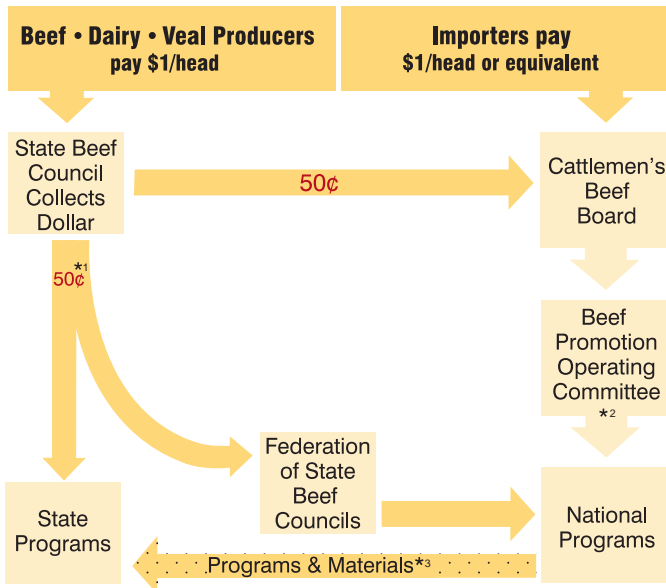 Beef • Dairy • Veal Producers
pay $1/head
Importers pay
$1/head or equivalent
State Beef
Council
Collects
Dollar
50¢
Cattlemen's
Beef
Board
50¢*1
Beef
Promotion
Operating
Committee
*2
Federation
of State
Beef
Councils
State
Programs
National
Programs
Programs & Materials*3